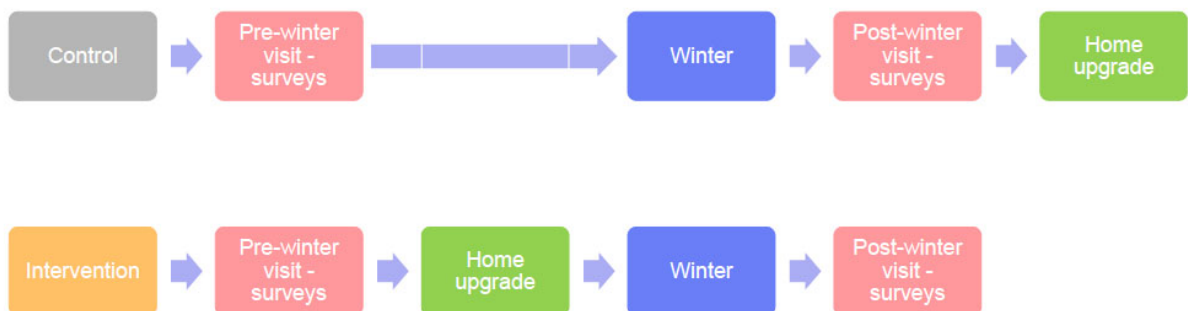 Control
Pre-winter
visit -
surveys
Winter
Post-winter
visit -
surveys
Home
upgrade
Intervention
Pre-winter
visit -
surveys
Home
upgrade
Winter
Post-winter
visit -
surveys